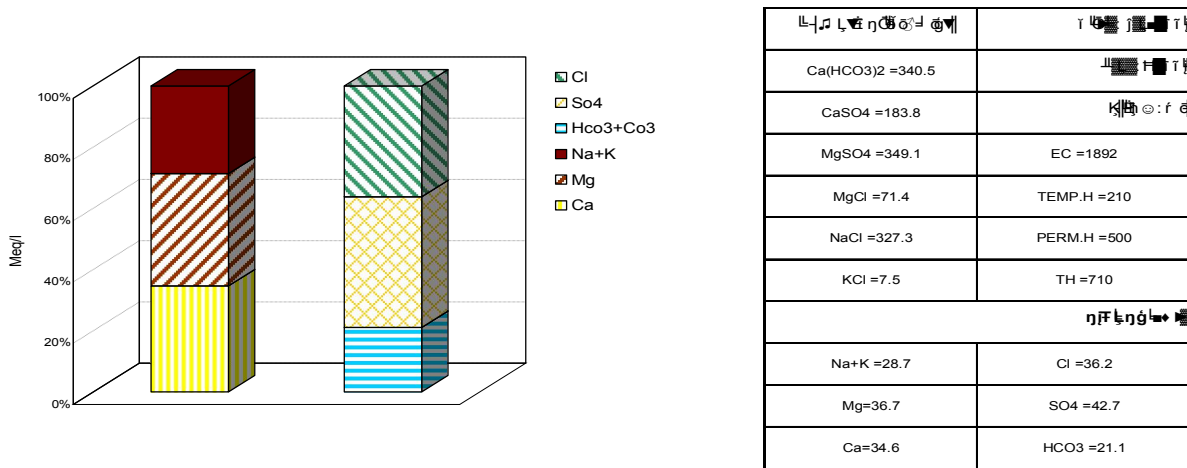 100%
80%
60%
40%
20%
0%
Meq/l
Cl
So4
Hco3+Co3
Na+K
Mg
Ca
Ca(HCO3)2 =340.5
CaSO4 =183.8
MgSO4 =349.1 EC =1892
MgCl =71.4 TEMP.H =210
NaCl =327.3 PERM.H =500
KCl =7.5 TH =710
Na+K =28.7 Cl =36.2
Mg=36.7 SO4 =42.7
Ca=34.6 HCO3 =21.1